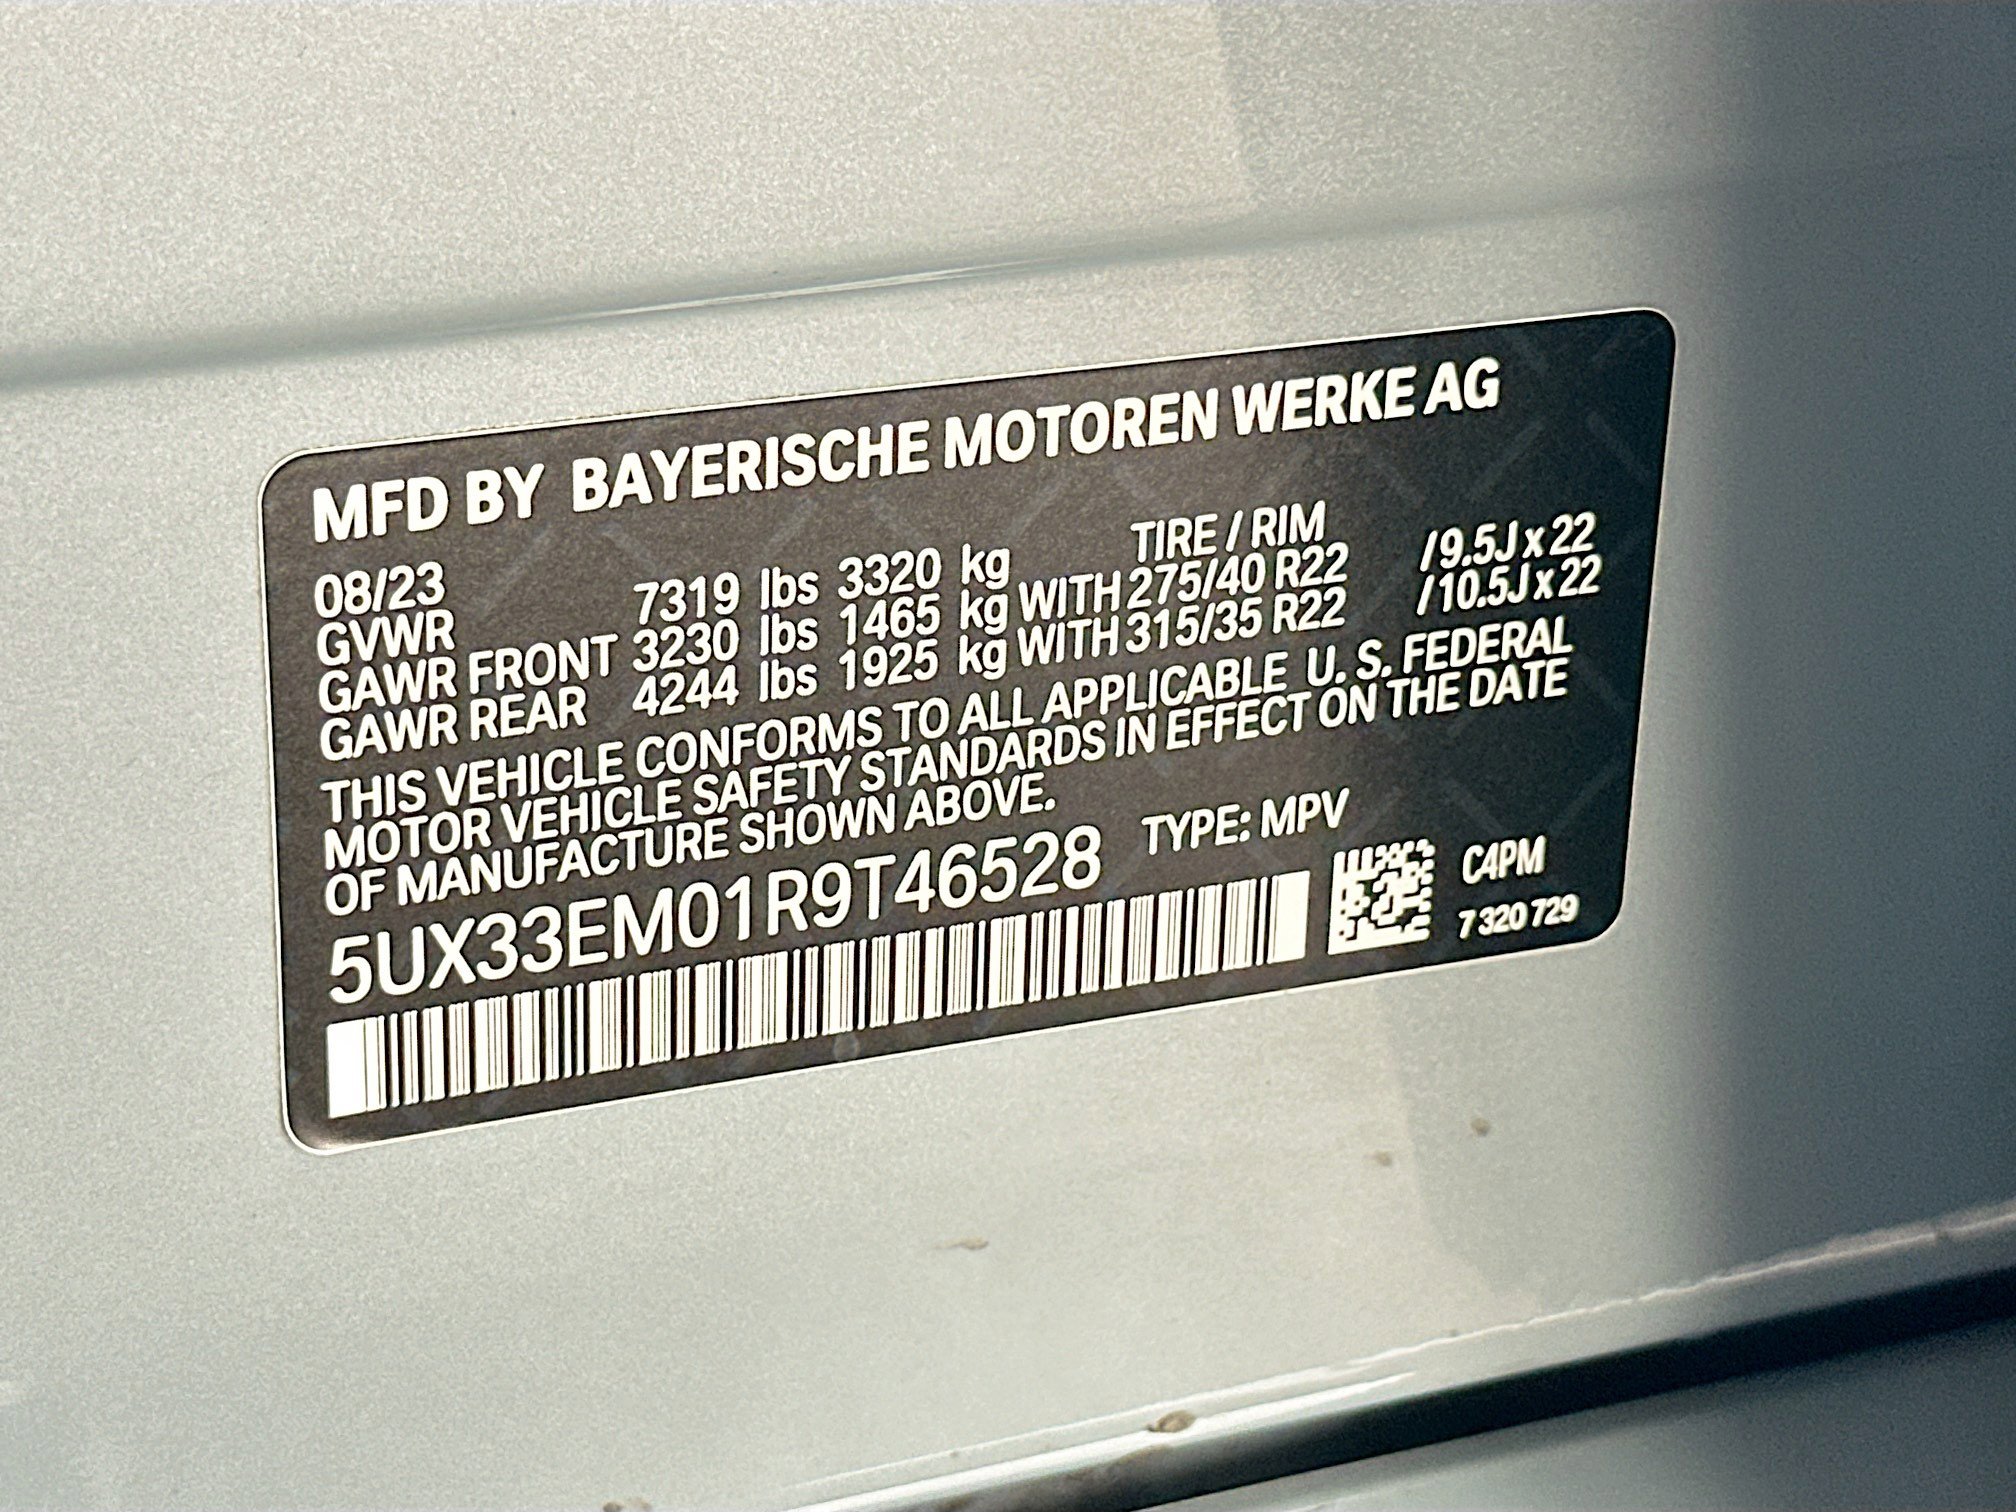 MFD BY BAYERISCHE MOTOREN WERKE AG
08/23 TIRE / RIM
GVWR 7319 lbs 3320 kg
GAWR FRONT 3230 lbs 1465 kg WITH 275/40 R22 /9.5J x 22
GAWR REAR 4244 lbs 1925 kg WITH 315/35 R22 /10.5J x 22
THIS VEHICLE CONFORMS TO ALL APPLICABLE U. S. FEDERAL
MOTOR VEHICLE SAFETY STANDARDS IN EFFECT ON THE DATE
OF MANUFACTURE SHOWN ABOVE.
5UX33EM01R9T46528 TYPE: MPV
C4PM
7 320 729